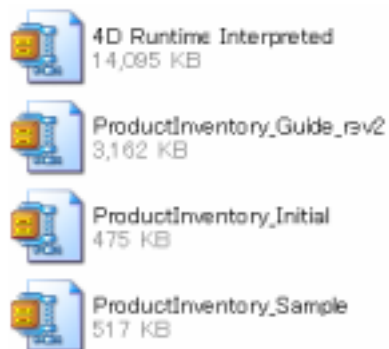 4D Runtime Interpreted
14,095 KB
ProductInventory_Guide_rev2
3,162 KB
ProductInventory_Initial
475 KB
ProductInventory_Sample
517 KB